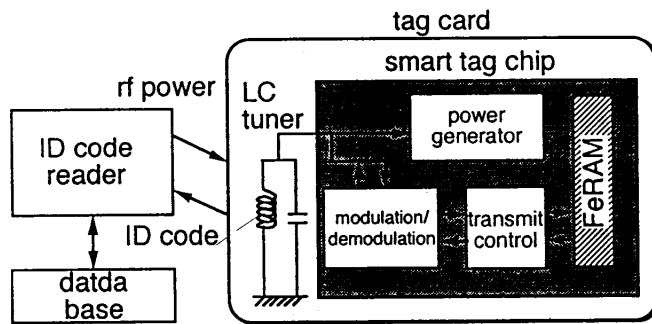 tag card
smart tag chip
rf power
LC
tuner
power
generator
ID code
reader
FeRAM
modulation/
demodulation
transmit
control
ID code
datda
base